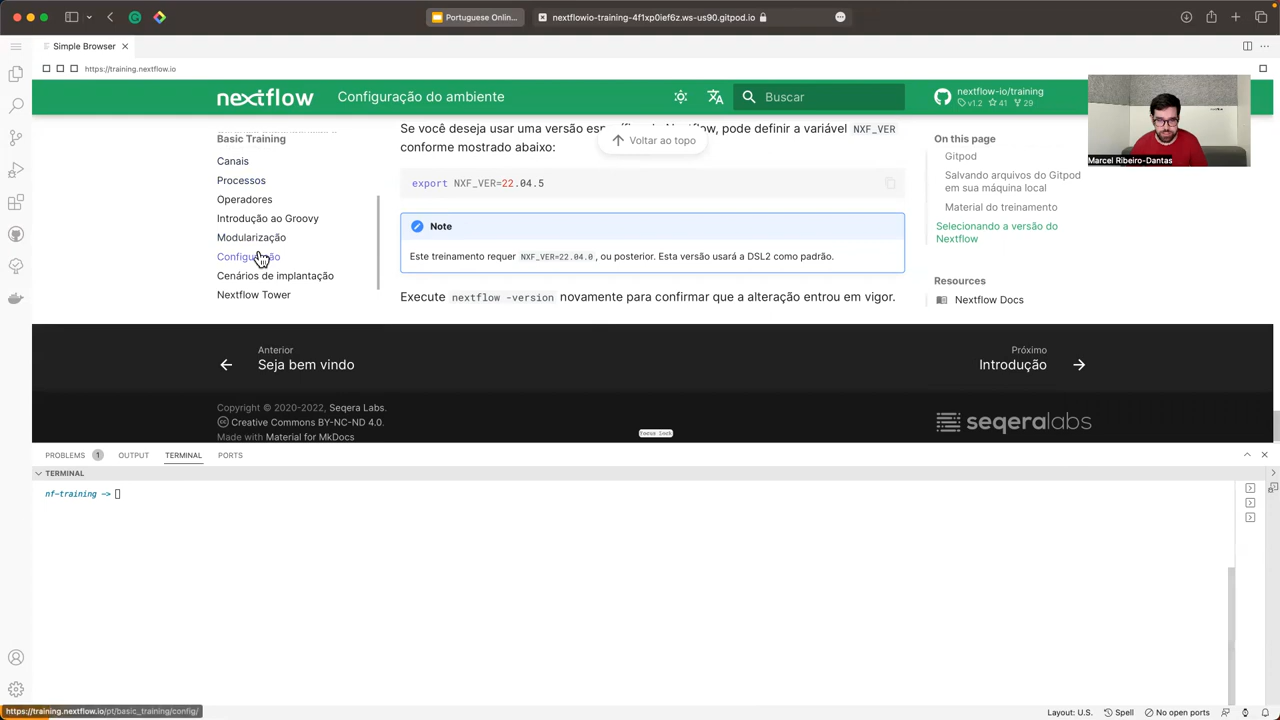 Portuguese Onlin...
nextflowio-training-4f1xp0ief6z.ws-us90.gitpod.io
Simple Browser
https://training.nextflow.io
nextflow
Configuração do ambiente
Buscar
nextflow-io/training
v1.2 41 29
Marcel Ribeiro-Dantas
Basic Training
Canais
Processos
Operadores
Introdução ao Groovy
Modularização
Cenários de implantação
Nextflow Tower
Se você deseja usar uma versão Nextflow, pode definir a variável NXF_VER
conforme mostrado abaixo:
Voltar ao topo
export NXF_VER=22.04.5
Note
Este treinamento requer NXF_VER=22.04.0, ou posterior. Esta versão usará a DSL2 como padrão.
Execute nextflow -version novamente para confirmar que a alteração entrou em vigor.
On this page
Gitpod
Salvando arquivos do Gitpod
em sua máquina local
Material do treinamento
Selecionando a versão do
Nextflow
Resources
Nextflow Docs
Anterior
Seja bem vindo
Próximo
Introdução
Copyright © 2020-2022, Seqera Labs.
Creative Commons BY-NC-ND 4.0.
Made with Material for MkDocs
seqeralabs
PROBLEMS 1 OUTPUT TERMINAL PORTS
TERMINAL
nf-training ->
https://training.nextflow.io/pt/basic_training/config/
Layout: U.S. Spell No open ports